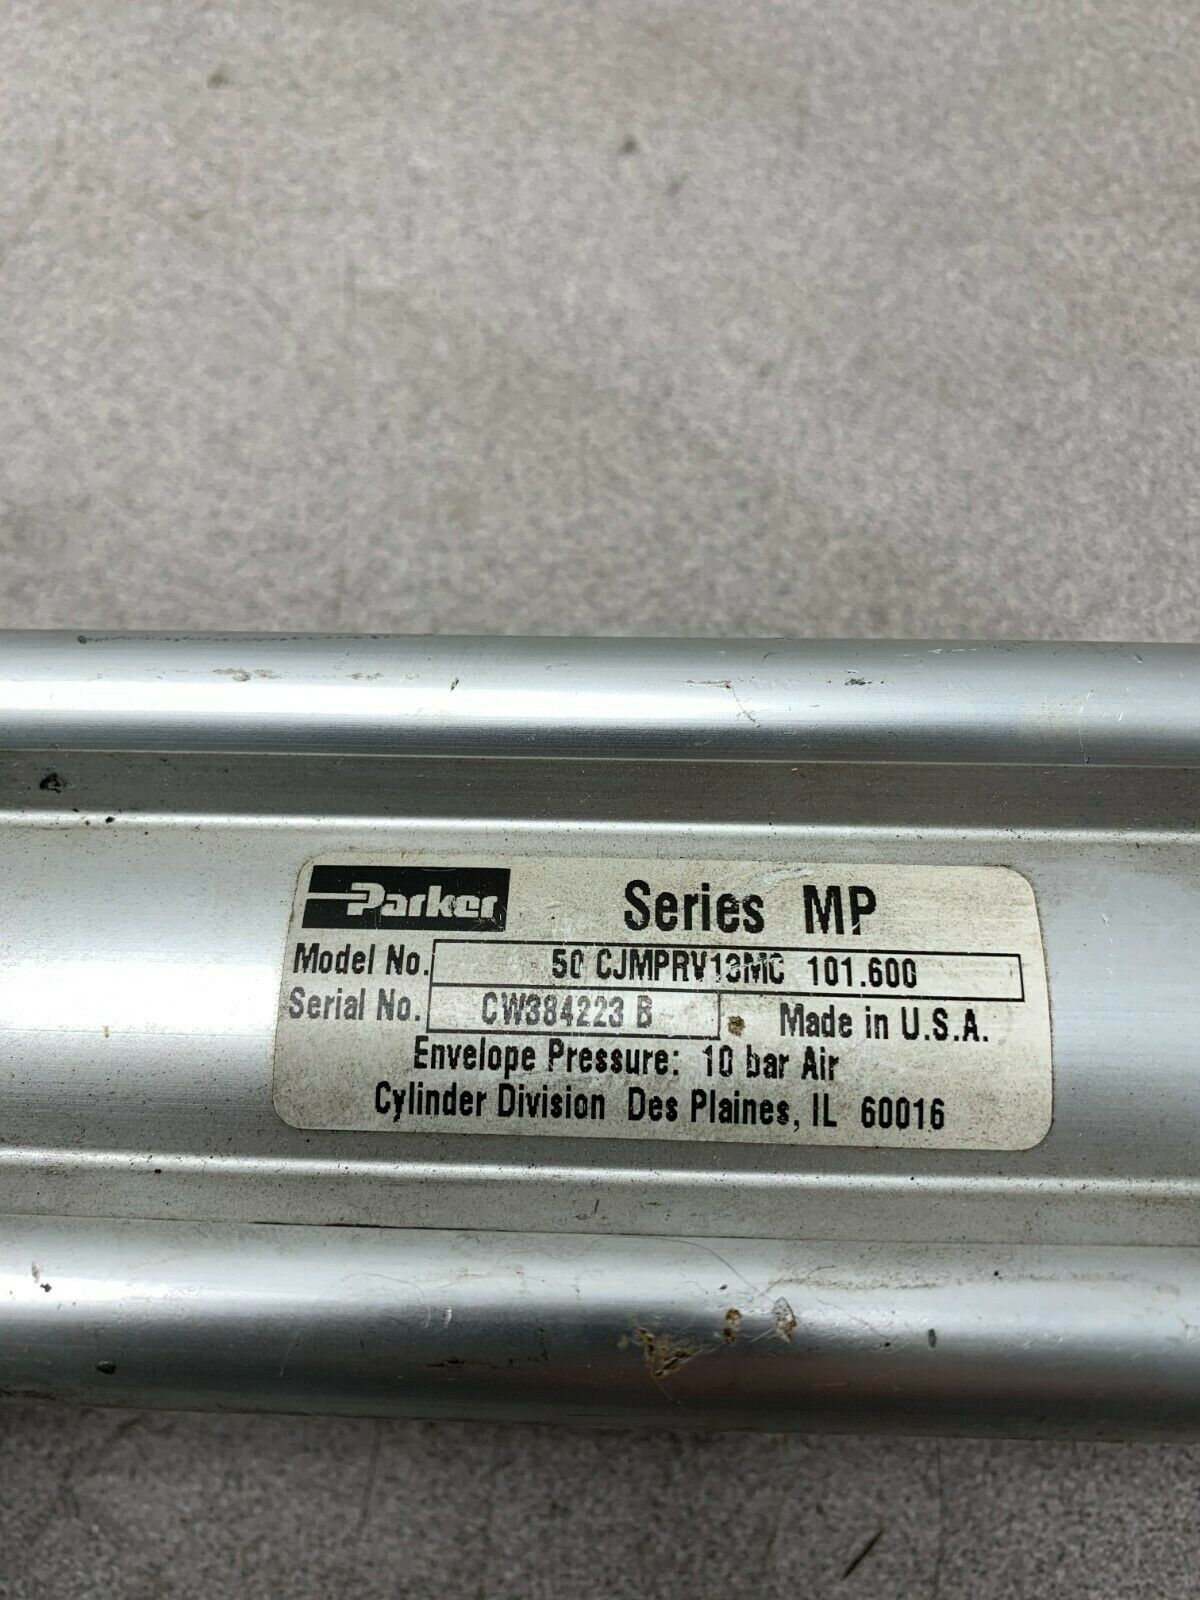 Parker Series MP
Model No. 50 CJMPRV13MC 101.600
Serial No. CW384223 B Made in U.S.A.
Envelope Pressure: 10 bar Air
Cylinder Division Des Plaines, IL 60016